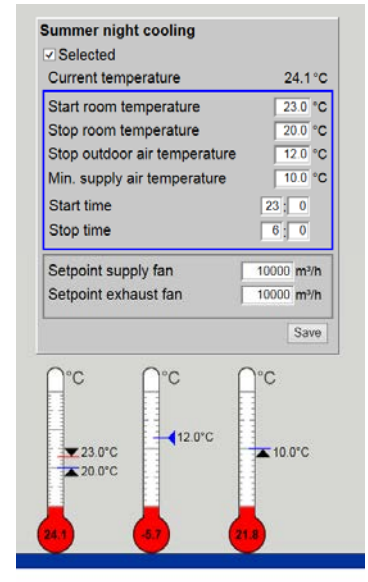 Summer night cooling
Selected
Current temperature 24.1 °C
Start room temperature 23.0 °C
Stop room temperature 20.0 °C
Stop outdoor air temperature 12.0 °C
Min. supply air temperature 10.0 °C
Start time 23 : 0
Stop time 6 : 0
Setpoint supply fan 10000 m³/h
Setpoint exhaust fan 10000 m³/h
Save
°C °C °C
12.0°C
23.0°C 10.0°C
20.0°C
24.1 -5.7 21.8